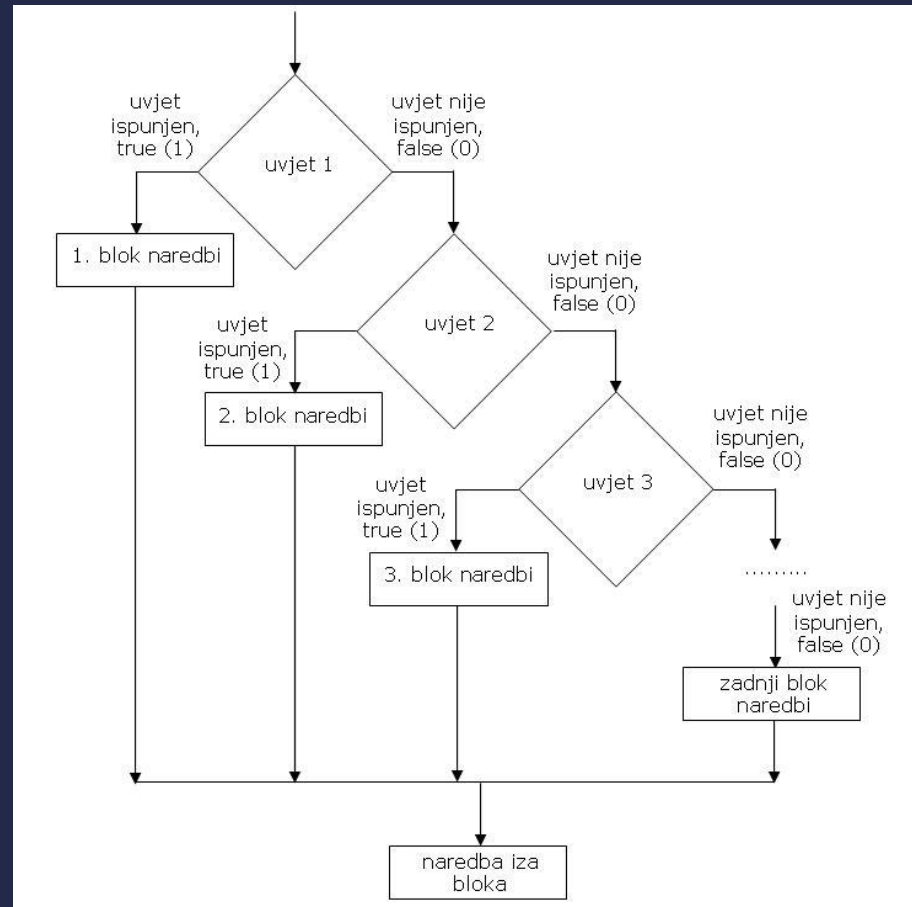 uvjet
ispunjen,
true (1)
uvjet nije
ispunjen,
false (0)
uvjet 1
1. blok naredbi
uvjet nije
ispunjen,
false (0)
uvjet
ispunjen,
true (1)
uvjet 2
2. blok naredbi
uvjet nije
ispunjen,
false (0)
uvjet
ispunjen,
true (1)
uvjet 3
3. blok naredbi
.........
uvjet nije
ispunjen,
false (0)
zadnji blok
naredbi
naredba iza
bloka